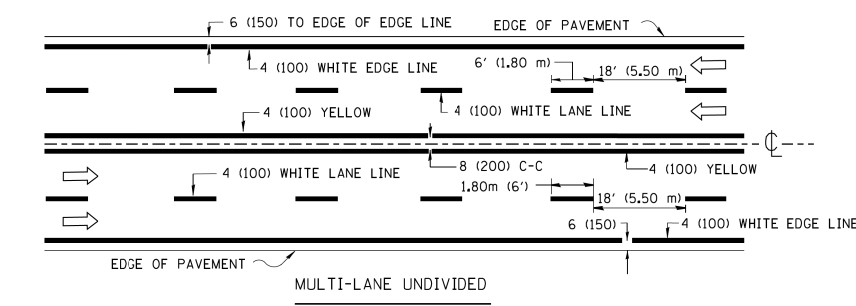 6 (150) TO EDGE OF EDGE LINE
EDGE OF PAVEMENT
4 (100) WHITE EDGE LINE
6' (1.80 m)
18' (5.50 m)
4 (100) YELLOW
4 (100) WHITE LANE LINE
℄
4 (100) WHITE LANE LINE
8 (200) C-C
4 (100) YELLOW
1.80m (6')
18' (5.50 m)
6 (150)
4 (100) WHITE EDGE LINE
EDGE OF PAVEMENT
MULTI-LANE UNDIVIDED